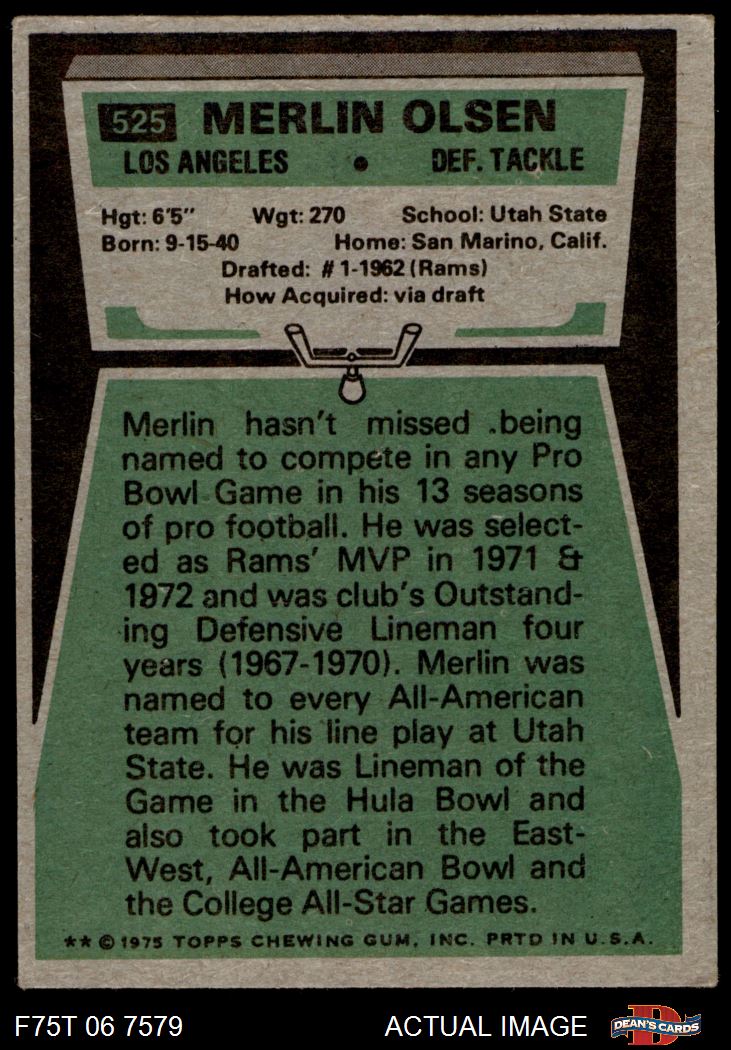 525 MERLIN OLSEN
LOS ANGELES • DEF. TACKLE
Hgt: 6'5" Wgt: 270 School: Utah State
Born: 9-15-40 Home: San Marino, Calif.
Drafted: #1-1962 (Rams)
How Acquired: via draft
Merlin hasn't missed .being
named to compete in any Pro
Bowl Game in his 13 seasons
of pro football. He was select-
ed as Rams' MVP in 1971 &
1972 and was club's Outstand-
ing Defensive Lineman four
years (1967-1970). Merlin was
named to every All-American
team for his line play at Utah
State. He was Lineman of the
Game in the Hula Bowl and
also took part in the East-
West, All-American Bowl and
the College All-Star Games.
** © 1975 TOPPS CHEWING GUM, INC. PRTD IN U.S.A.
F75T 06 7579 ACTUAL IMAGE DEAN'S CARDS